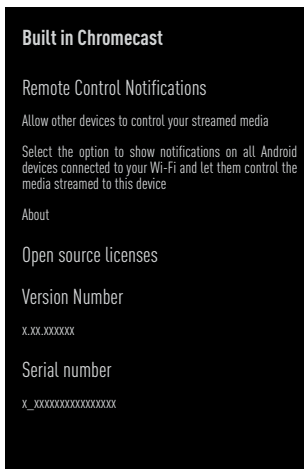 Built in Chromecast
Remote Control Notifications
Allow other devices to control your streamed media
Select the option to show notifications on all Android
devices connected to your Wi-Fi and let them control the
media streamed to this device
About
Open source licenses
Version Number
x.xx.xxxxxx
Serial number
x_xxxxxxxxxxxxxxxx